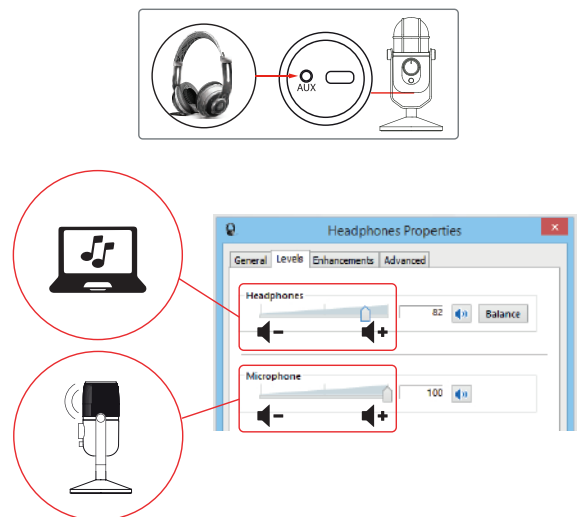 AUX
Headphones Properties
General Levels Enhancements Advanced
Headphones
82 Balance
Microphone
100